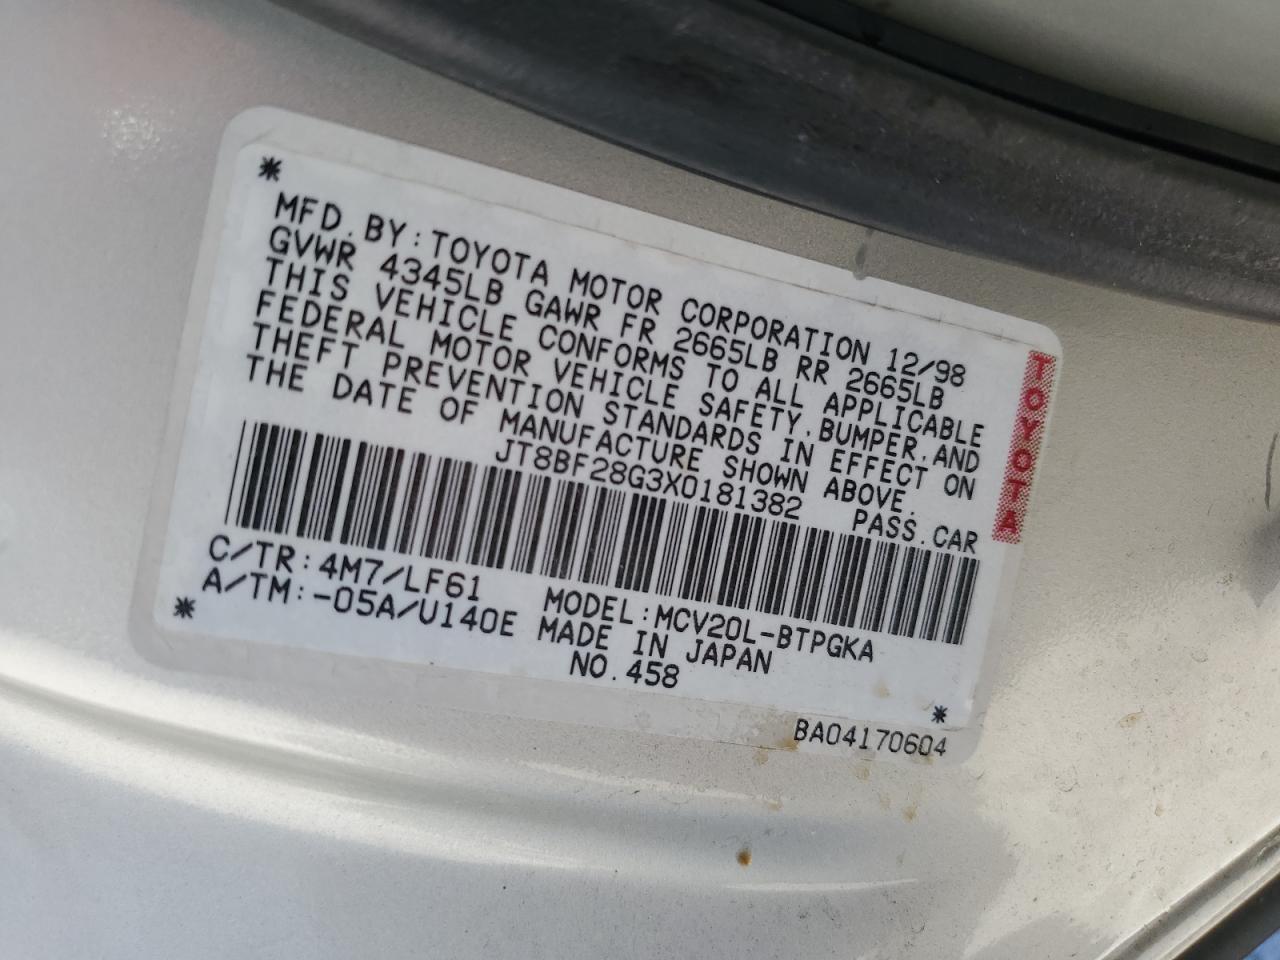 MFD. BY:TOYOTA MOTOR CORPORATION 12/98
GVWR 4345LB GAWR FR 2665LB RR 2665LB
THIS VEHICLE CONFORMS TO ALL APPLICABLE
FEDERAL MOTOR VEHICLE SAFETY,BUMPER,AND
THEFT PREVENTION STANDARDS IN EFFECT ON
THE DATE OF MANUFACTURE SHOWN ABOVE.
JT8BF28G3X0181382 PASS.CAR
C/TR:4M7/LF61 MODEL:MCV20L-BTPGKA
A/TM:-05A/U140E MADE IN JAPAN
NO.458
BA04170604
TOYOTA